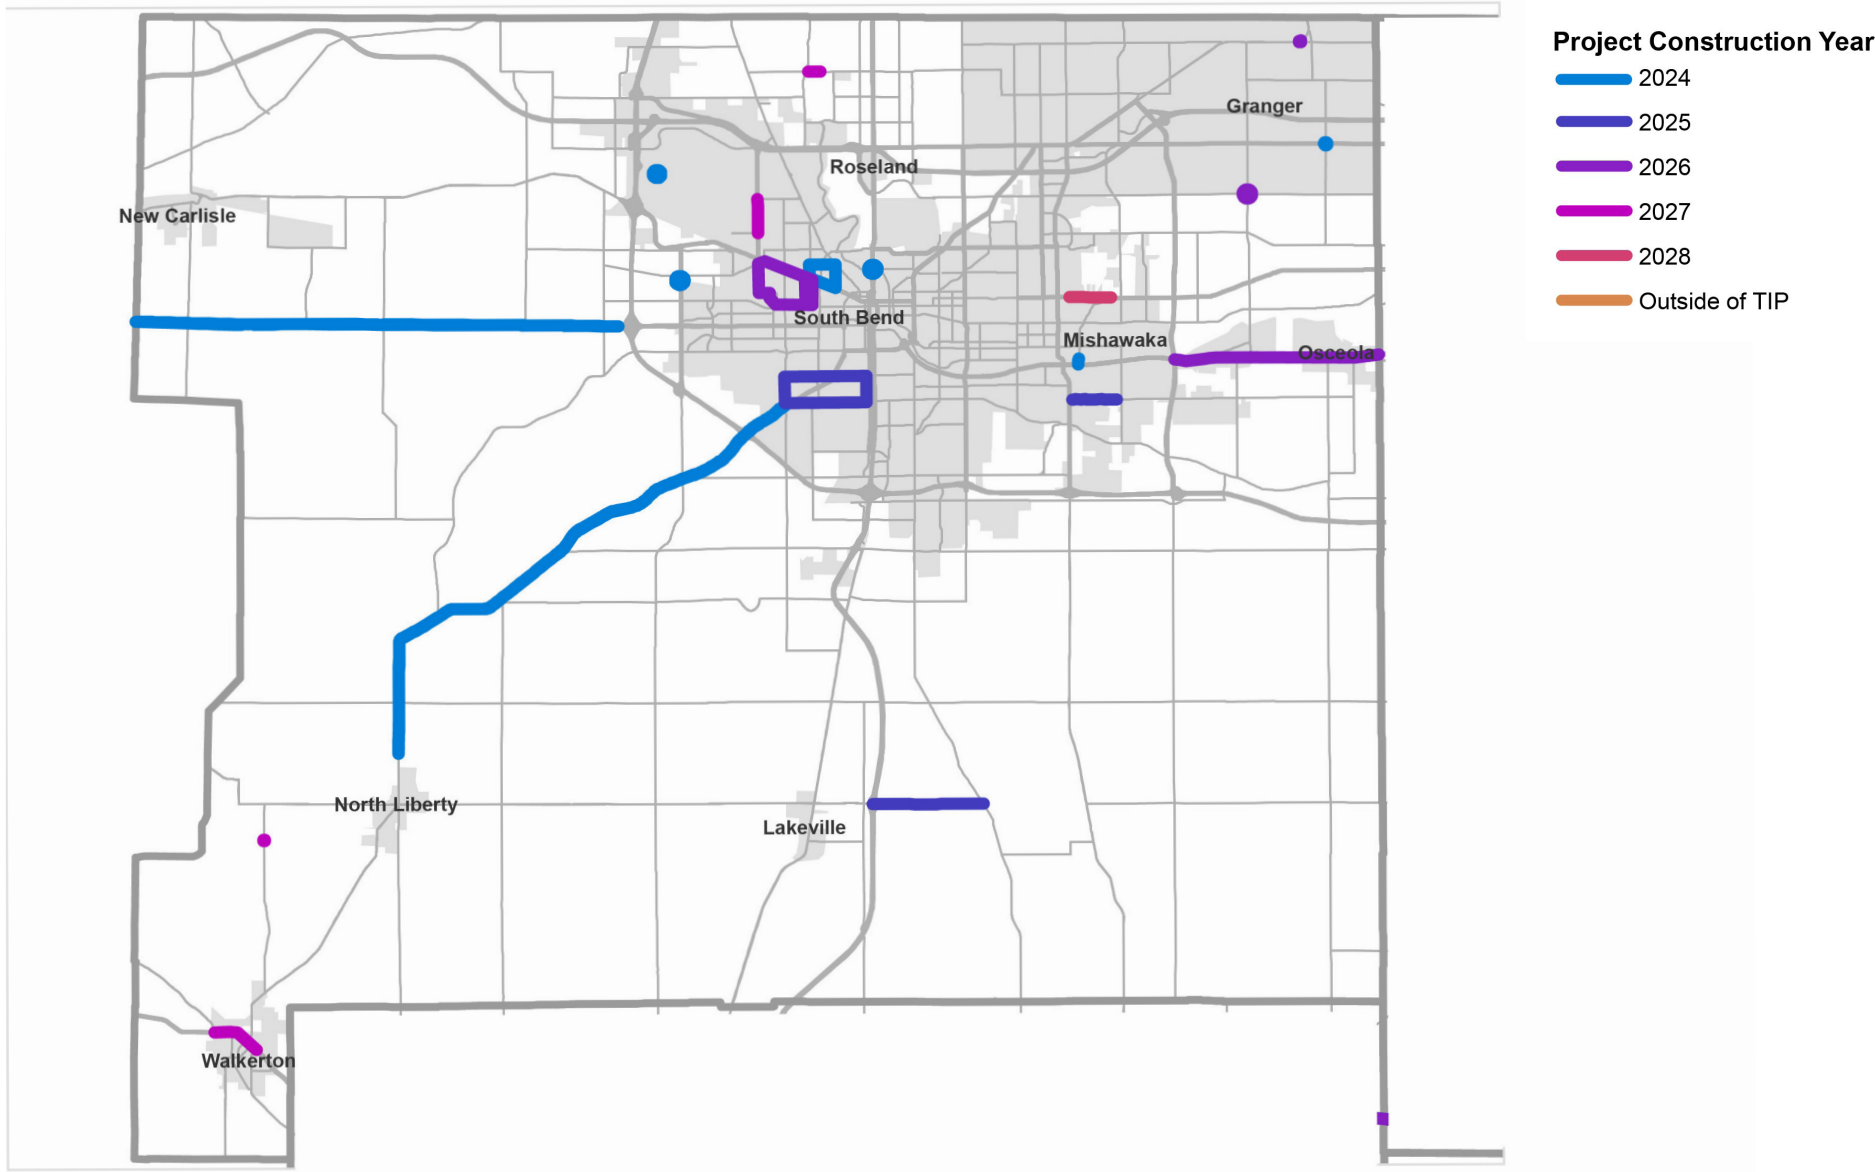 Project Construction Year
2024
2025
2026
2027
2028
Outside of TIP
Granger
Roseland
New Carlisle
South Bend
Mishawaka
Osceola
North Liberty
Lakeville
Walkerton